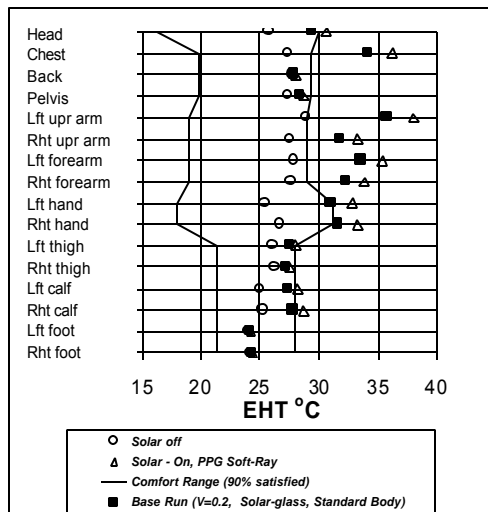 Head
Chest
Back
Pelvis
Lft upr arm
Rht upr arm
Lft forearm
Rht forearm
Lft hand
Rht hand
Lft thigh
Rht thigh
Lft calf
Rht calf
Lft foot
Rht foot
15 20 25 30 35 40
EHT °C
Solar off
Solar - On, PPG Soft-Ray
Comfort Range (90% satisfied)
Base Run (V=0.2, Solar-glass, Standard Body)